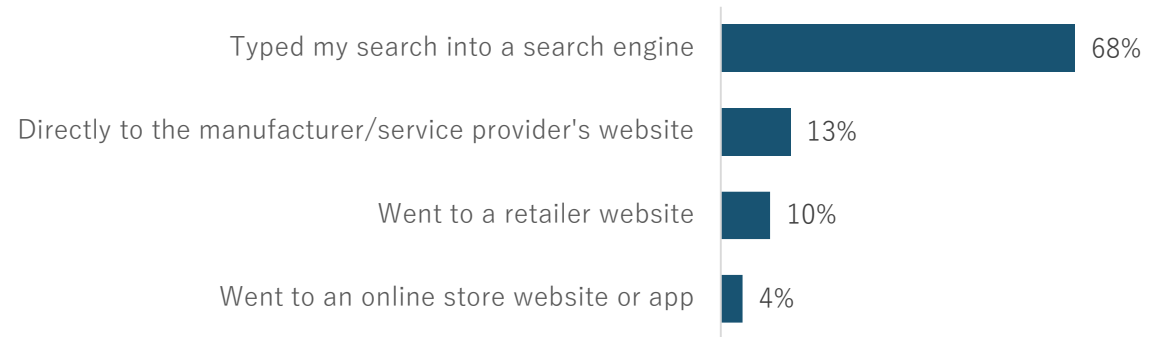 Typed my search into a search engine 68%
Directly to the manufacturer/service provider's website 13%
Went to a retailer website 10%
Went to an online store website or app 4%